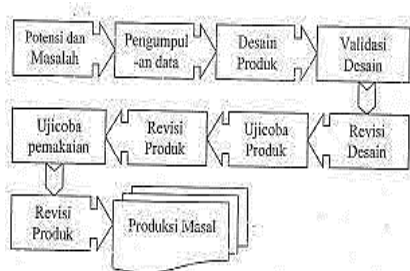 Potensi dan
Masalah
Pengumpul
-an data
Desain
Produk
Validasi
Desain
Ujicoba
pemakaian
Revisi
Produk
Ujicoba
Produk
Revisi
Desain
Revisi
Produk
Produksi Masal